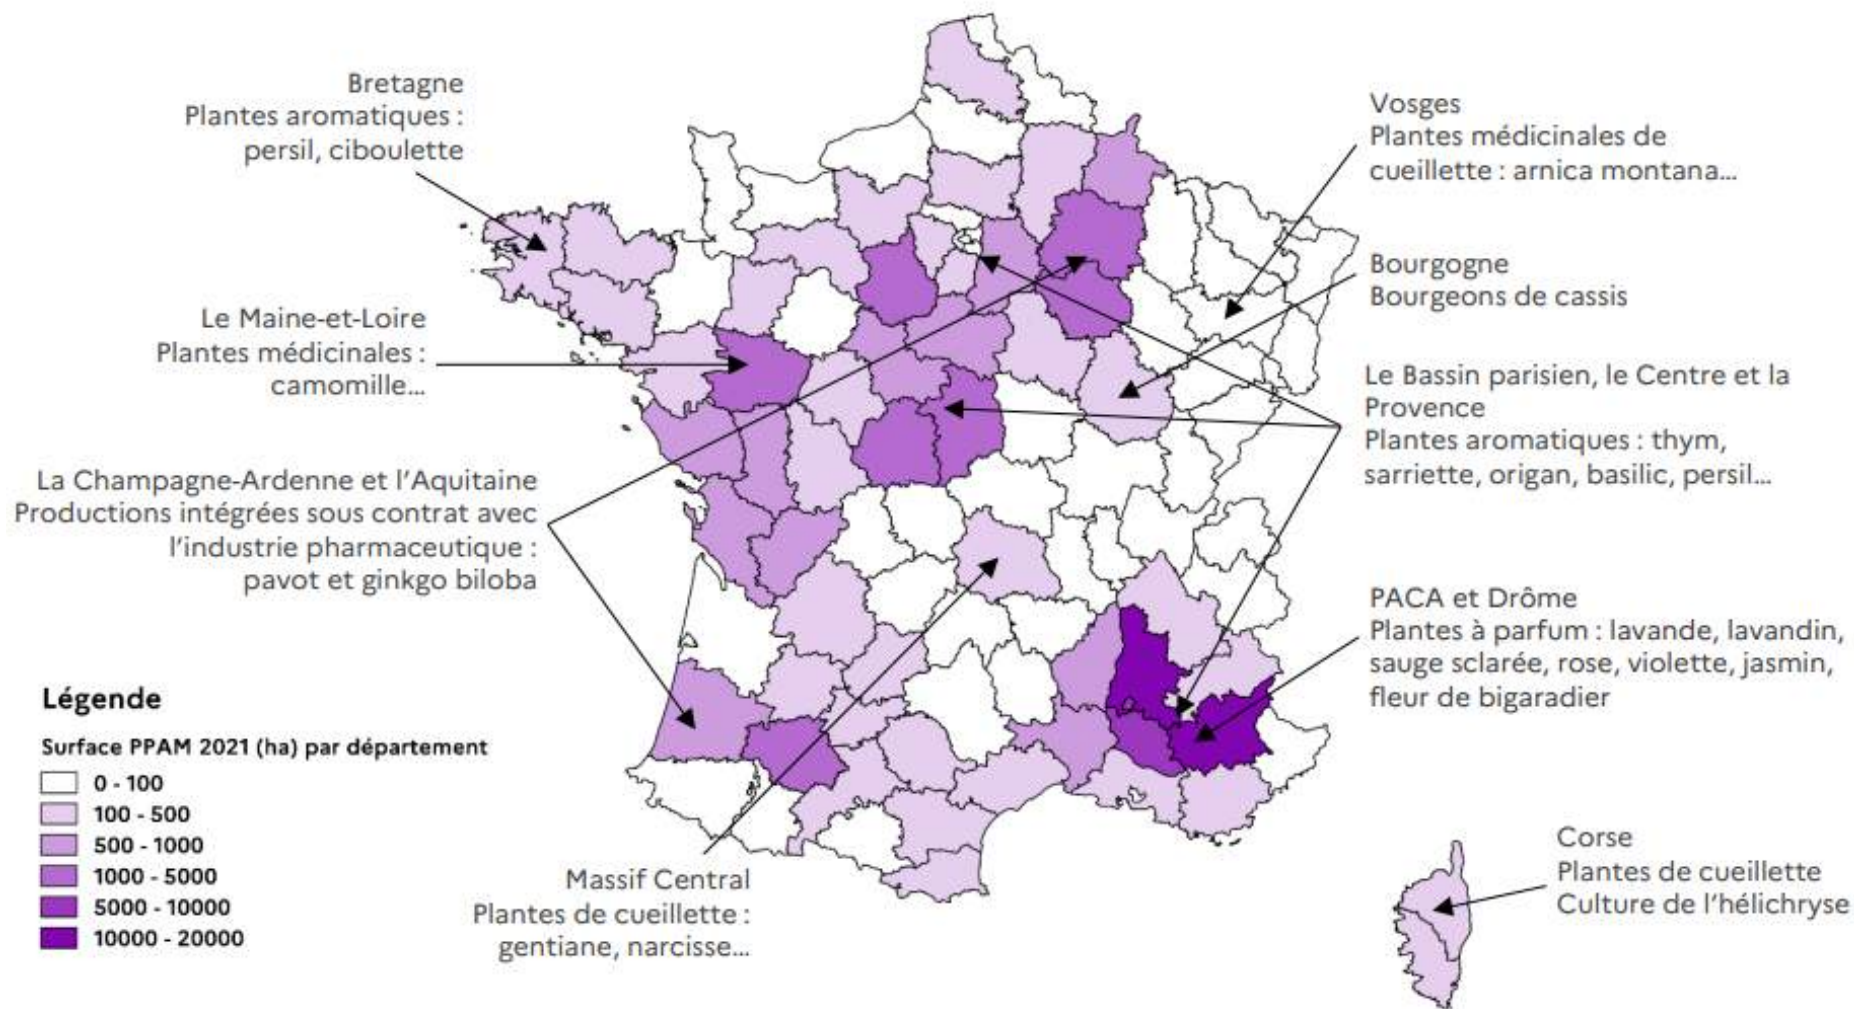 Bretagne
Plantes aromatiques :
persil, ciboulette
Le Maine-et-Loire
Plantes médicinales :
camomille…
La Champagne-Ardenne et l’Aquitaine
Productions intégrées sous contrat avec
l’industrie pharmaceutique :
pavot et ginkgo biloba
Légende
Surface PPAM 2021 (ha) par département
0 - 100
100 - 500
500 - 1000
1000 - 5000
5000 - 10000
10000 - 20000
Massif Central
Plantes de cueillette :
gentiane, narcisse…
Vosges
Plantes médicinales de
cueillette : arnica montana…
Bourgogne
Bourgeons de cassis
Le Bassin parisien, le Centre et la
Provence
Plantes aromatiques : thym,
sarriette, origan, basilic, persil…
PACA et Drôme
Plantes à parfum : lavande, lavandin,
sauge sclarée, rose, violette, jasmin,
fleur de bigaradier
Corse
Plantes de cueillette
Culture de l’hélichryse